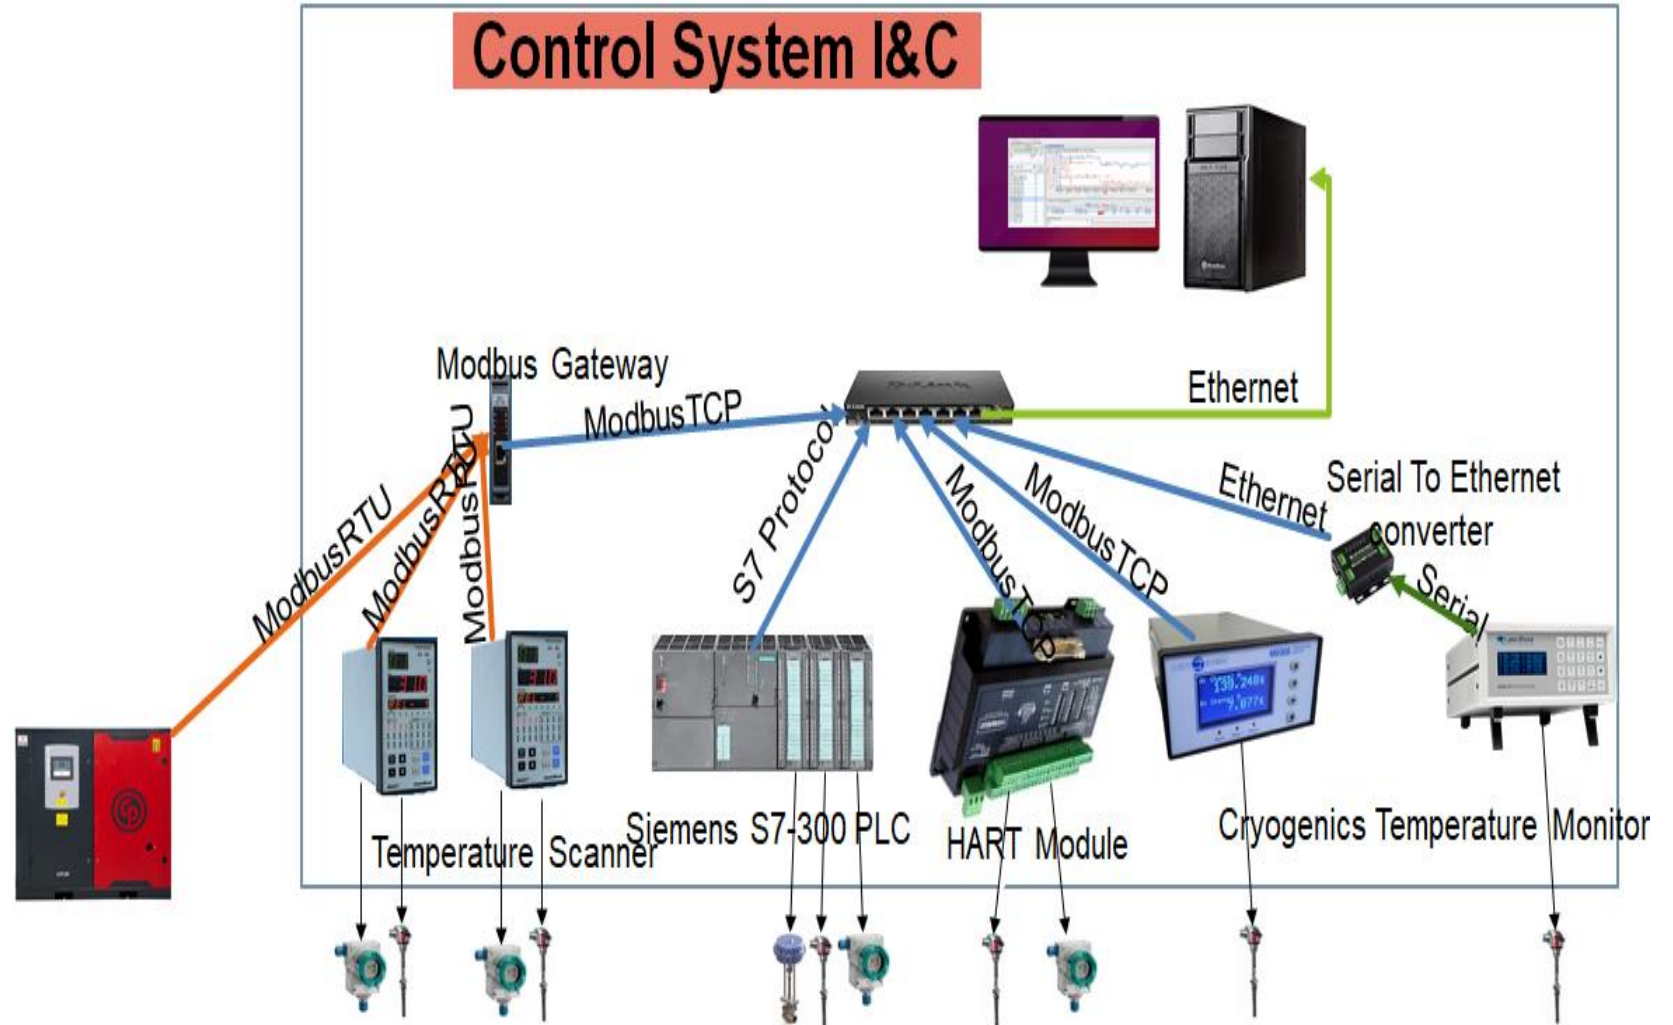 Control System I&C
Modbus Gateway
ModbusTCP
D-Link
Ethernet
ModbusRTU
ModbusRTU
ModbusRTU
S7 Protocol
ModbusTCP
ModbusTCP
Ethernet
Serial To Ethernet
converter
Serial
Temperature Scanner
Siemens S7-300 PLC
HART Module
Cryogenics Temperature Monitor